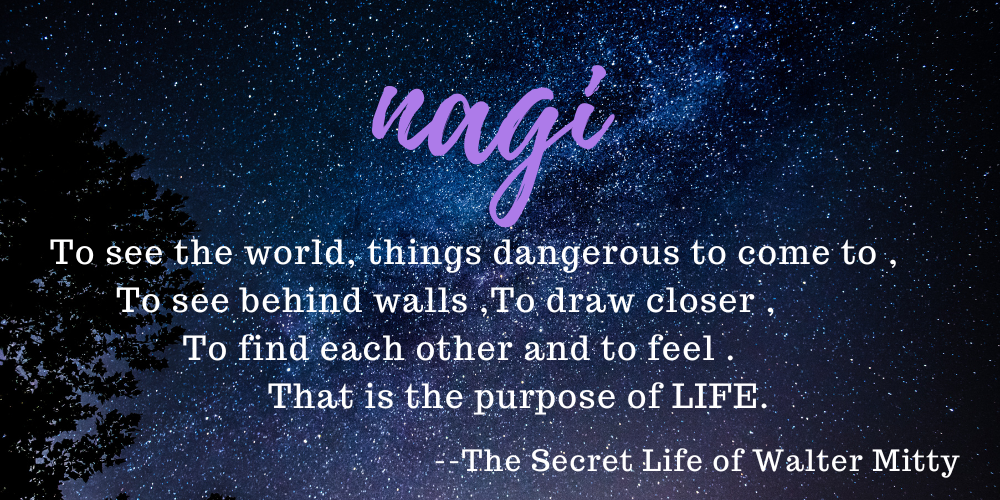 nagi
To see the world, things dangerous to come to ,
To see behind walls ,To draw closer ,
To find each other and to feel .
That is the purpose of LIFE.
--The Secret Life of Walter Mitty